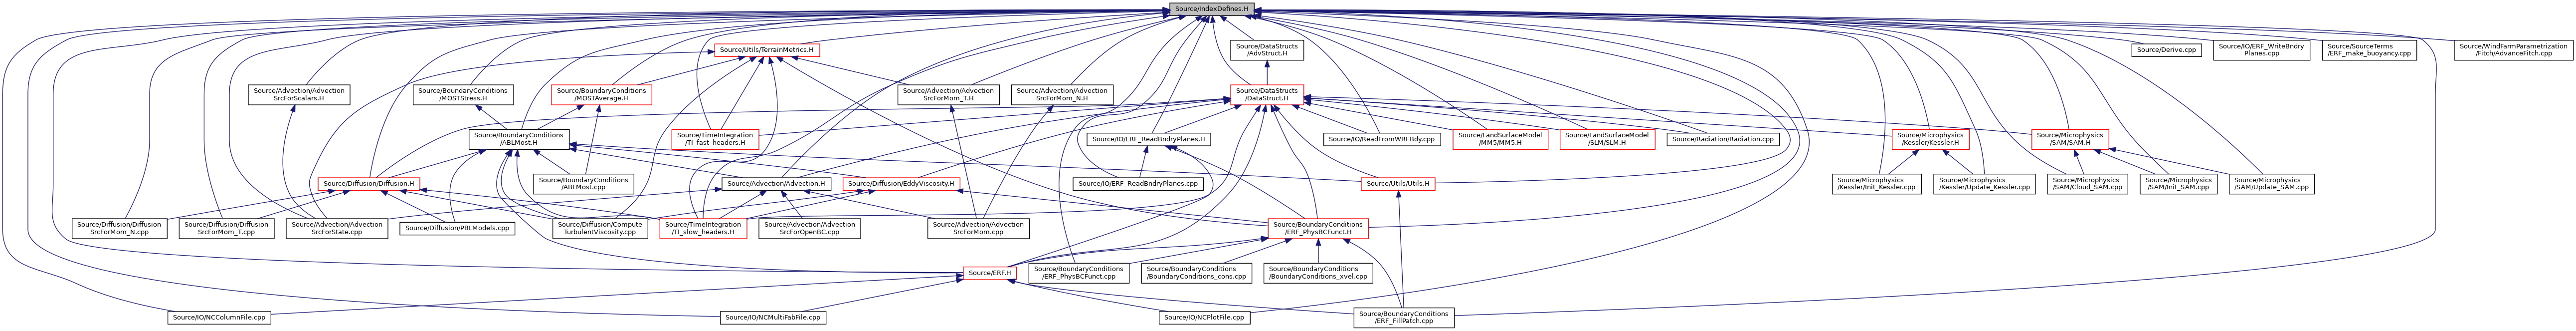 Source/IndexDefines.H
Source/Utils/TerrainMetrics.H
Source/DataStructs
/AdvStruct.H
Source/Derive.cpp
Source/IO/ERF_WriteBndry
Planes.cpp
Source/SourceTerms
/ERF_make_buoyancy.cpp
Source/WindFarmParametrization
/Fitch/AdvanceFitch.cpp
Source/Advection/Advection
SrcForScalars.H
Source/BoundaryConditions
/MOSTStress.H
Source/BoundaryConditions
/MOSTAverage.H
Source/Advection/Advection
SrcForMom_T.H
Source/Advection/Advection
SrcForMom_N.H
Source/DataStructs
/DataStruct.H
Source/BoundaryConditions
/ABLMost.H
Source/TimeIntegration
/TI_fast_headers.H
Source/IO/ERF_ReadBndryPlanes.H
Source/IO/ReadFromWRFBdy.cpp
Source/LandSurfaceModel
/MM5/MM5.H
Source/LandSurfaceModel
/SLM/SLM.H
Source/Radiation/Radiation.cpp
Source/Microphysics
/Kessler/Kessler.H
Source/Microphysics
/SAM/SAM.H
Source/Diffusion/Diffusion.H
Source/BoundaryConditions
/ABLMost.cpp
Source/Advection/Advection.H
Source/Diffusion/EddyViscosity.H
Source/IO/ERF_ReadBndryPlanes.cpp
Source/Utils/Utils.H
Source/Microphysics
/Kessler/Init_Kessler.cpp
Source/Microphysics
/Kessler/Update_Kessler.cpp
Source/Microphysics
/SAM/Cloud_SAM.cpp
Source/Microphysics
/SAM/Init_SAM.cpp
Source/Microphysics
/SAM/Update_SAM.cpp
Source/Diffusion/Diffusion
SrcForMom_N.cpp
Source/Diffusion/Diffusion
SrcForMom_T.cpp
Source/Advection/Advection
SrcForState.cpp
Source/Diffusion/PBLModels.cpp
Source/Diffusion/Compute
TurbulentViscosity.cpp
Source/TimeIntegration
/TI_slow_headers.H
Source/Advection/Advection
SrcForOpenBC.cpp
Source/Advection/Advection
SrcForMom.cpp
Source/BoundaryConditions
/ERF_PhysBCFunct.H
Source/ERF.H
Source/BoundaryConditions
/ERF_PhysBCFunct.cpp
Source/BoundaryConditions
/BoundaryConditions_cons.cpp
Source/BoundaryConditions
/BoundaryConditions_xvel.cpp
Source/IO/NCColumnFile.cpp
Source/IO/NCMultiFabFile.cpp
Source/IO/NCPlotFile.cpp
Source/BoundaryConditions
/ERF_FillPatch.cpp